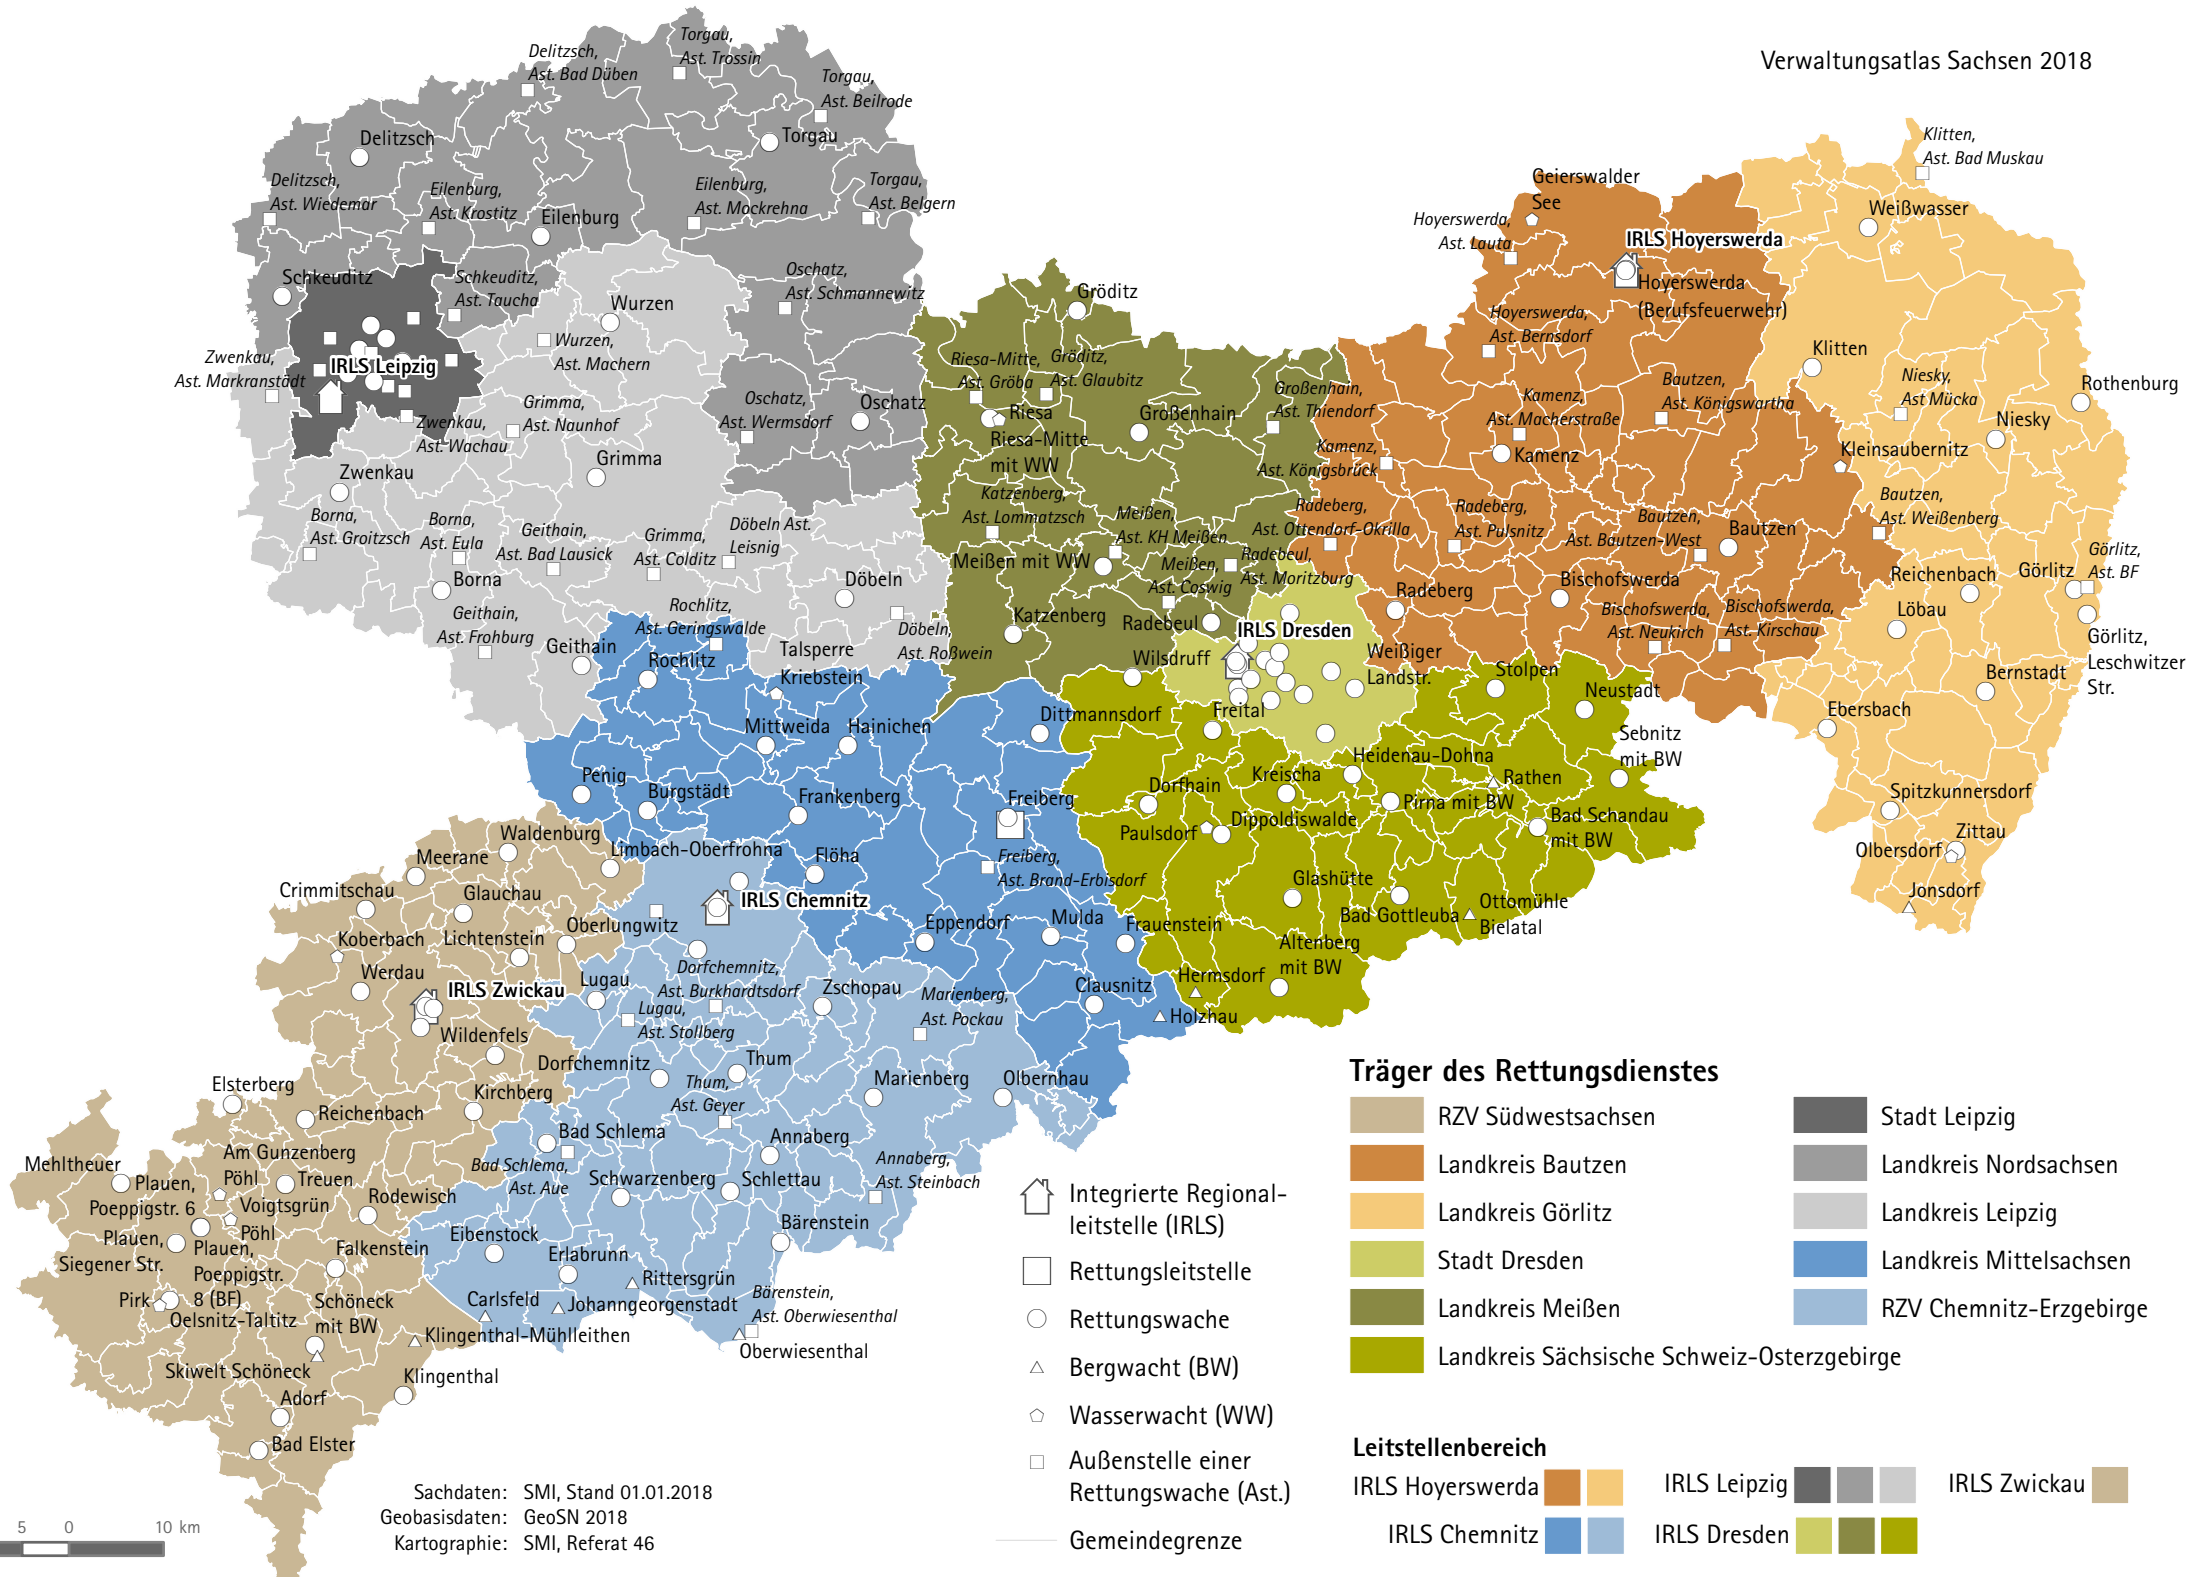 Verwaltungsatlas Sachsen 2018
Delitzsch,
Ast. Bad Düben
Torgau,
Ast. Trossin
Torgau,
Ast. Beilrode
Delitzsch
Torgau
Delitzsch,
Ast. Wiedemar
Eilenburg,
Ast. Krostitz
Eilenburg
Eilenburg,
Ast. Mockrehna
Torgau,
Ast. Belgern
Schkeuditz
Schkeuditz,
Ast. Taucha
Oschatz,
Ast. Schmannewitz
Wurzen
Wurzen,
Ast. Machern
Zwenkau,
Ast. Markranstädt
IRLS Leipzig
Zwenkau,
Ast. Wachau
Grimma,
Ast. Naunhof
Oschatz,
Ast. Wermsdorf
Oschatz
Grimma
Zwenkau
Borna,
Ast. Groitzsch
Borna,
Ast. Eula
Geithain,
Ast. Bad Lausick
Grimma,
Ast. Colditz
Döbeln Ast.
Leisnig
Borna
Döbeln
Geithain,
Ast. Frohburg
Geithain
Döbeln,
Ast. Roßwein
Gröditz
Riesa-Mitte,
Ast. Gröba
Gröditz,
Ast. Glaubitz
Riesa
Riesa-Mitte
mit WW
Großenhain
Großenhain,
Ast. Thiendorf
Katzenberg,
Ast. Lommatzsch
Meißen,
Ast. KH Meißen
Meißen mit WW
Meißen,
Ast. Coswig
Radebeul,
Ast. Moritzburg
Katzenberg
Radebeul
IRLS Dresden
Weißiger
Landstr.
Geierswalder
See
Hoyerswerda,
Ast. Lauta
IRLS Hoyerswerda
Hoyerswerda
(Berufsfeuerwehr)
Hoyerswerda,
Ast. Bernsdorf
Kamenz,
Ast. Macherstraße
Bautzen,
Ast. Königswartha
Kamenz,
Ast. Königsbrück
Kamenz
Radeberg,
Ast. Ottendorf-Okrilla
Radeberg,
Ast. Pulsnitz
Bautzen,
Ast. Bautzen-West
Bautzen
Kleinsaubernitz
Bautzen,
Ast. Weißenberg
Radeberg
Bischofswerda
Bischofswerda,
Ast. Neukirch
Bischofswerda,
Ast. Kirschau
Klitten,
Ast. Bad Muskau
Weißwasser
Klitten
Niesky,
Ast Mücka
Rothenburg
Niesky
Görlitz,
Ast. BF
Görlitz
Reichenbach
Löbau
Görlitz,
Leschwitzer
Str.
Bernstadt
Ebersbach
Spitzkunnersdorf
Zittau
Olbersdorf
Jonsdorf
Wilsdruff
Freital
Stolpen
Neustadt
Sebnitz
mit BW
Heidenau-Dohna
Kreischa
Rathen
Dorfhain
Pirna mit BW
Bad Schandau
mit BW
Paulsdorf
Dippoldiswalde
Glashütte
Bad Gottleuba
Ottomühle
Bielatal
Altenberg
mit BW
Hermsdorf
Rochlitz,
Ast. Geringswalde
Rochlitz
Talsperre
Kriebstein
Mittweida
Hainichen
Dittmannsdorf
Penig
Burgstädt
Frankenberg
Freiberg
Freiberg,
Ast. Brand-Erbisdorf
Flöha
Eppendorf
Mulda
Frauenstein
Clausnitz
Holzhau
Waldenburg
Limbach-Oberfrohna
Meerane
Crimmitschau
Glauchau
Oberlungwitz
Koberbach
Lichtenstein
Werdau
IRLS Zwickau
Wildenfels
Kirchberg
Elsterberg
Reichenbach
Am Gunzenberg
Pöhl
Treuen
Mehltheuer
Plauen,
Poeppigstr. 6
Voigtsgrün
Pöhl
Rodewisch
Plauen,
Siegener Str.
Plauen,
Poeppigstr.
8 (BF)
Falkenstein
Pirk
Oelsnitz-Taltitz
Schöneck
mit BW
Skiwelt Schöneck
Klingenthal-Mühlleithen
Klingenthal
Adorf
Bad Elster
IRLS Chemnitz
Dorfchemnitz,
Ast. Burkhardtsdorf
Lugau
Lugau,
Ast. Stollberg
Zschopau
Marienberg,
Ast. Pockau
Dorfchemnitz
Thum
Thum,
Ast. Geyer
Marienberg
Olbernhau
Bad Schlema
Bad Schlema,
Ast. Aue
Annaberg
Annaberg,
Ast. Steinbach
Schwarzenberg
Schlettau
Bärenstein
Eibenstock
Erlabrunn
Rittersgrün
Carlsfeld
Johanngeorgenstadt
Bärenstein,
Ast. Oberwiesenthal
Oberwiesenthal
Integrierte Regional-
leitstelle (IRLS)
Rettungsleitstelle
Rettungswache
Bergwacht (BW)
Wasserwacht (WW)
Außenstelle einer
Rettungswache (Ast.)
Gemeindegrenze
Träger des Rettungsdienstes
RZV Südwestsachsen
Landkreis Bautzen
Landkreis Görlitz
Stadt Dresden
Landkreis Meißen
Landkreis Sächsische Schweiz-Osterzgebirge
Stadt Leipzig
Landkreis Nordsachsen
Landkreis Leipzig
Landkreis Mittelsachsen
RZV Chemnitz-Erzgebirge
Leitstellenbereich
IRLS Hoyerswerda
IRLS Leipzig
IRLS Zwickau
IRLS Chemnitz
IRLS Dresden
Sachdaten: SMI, Stand 01.01.2018
Geobasisdaten: GeoSN 2018
Kartographie: SMI, Referat 46
5 0 10 km